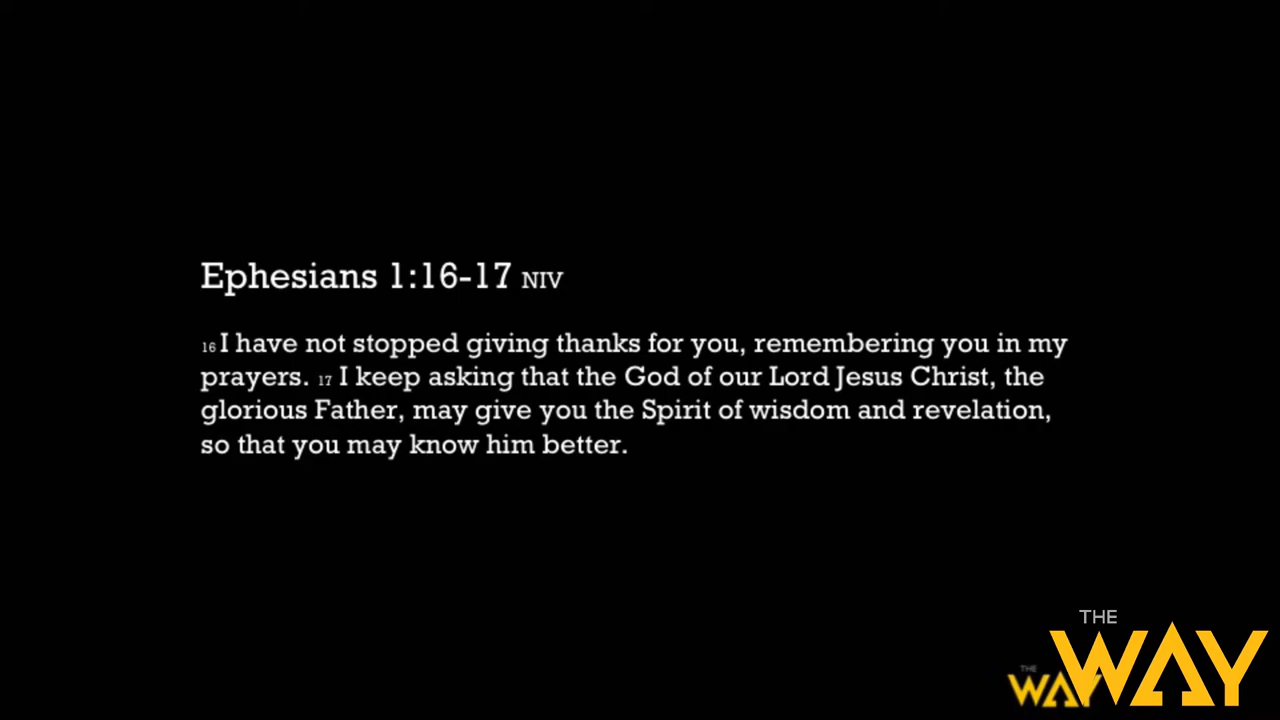 Ephesians 1:16-17 NIV
16 I have not stopped giving thanks for you, remembering you in my
prayers. 17 I keep asking that the God of our Lord Jesus Christ, the
glorious Father, may give you the Spirit of wisdom and revelation,
so that you may know him better.
THE
WAY
THE
WAY